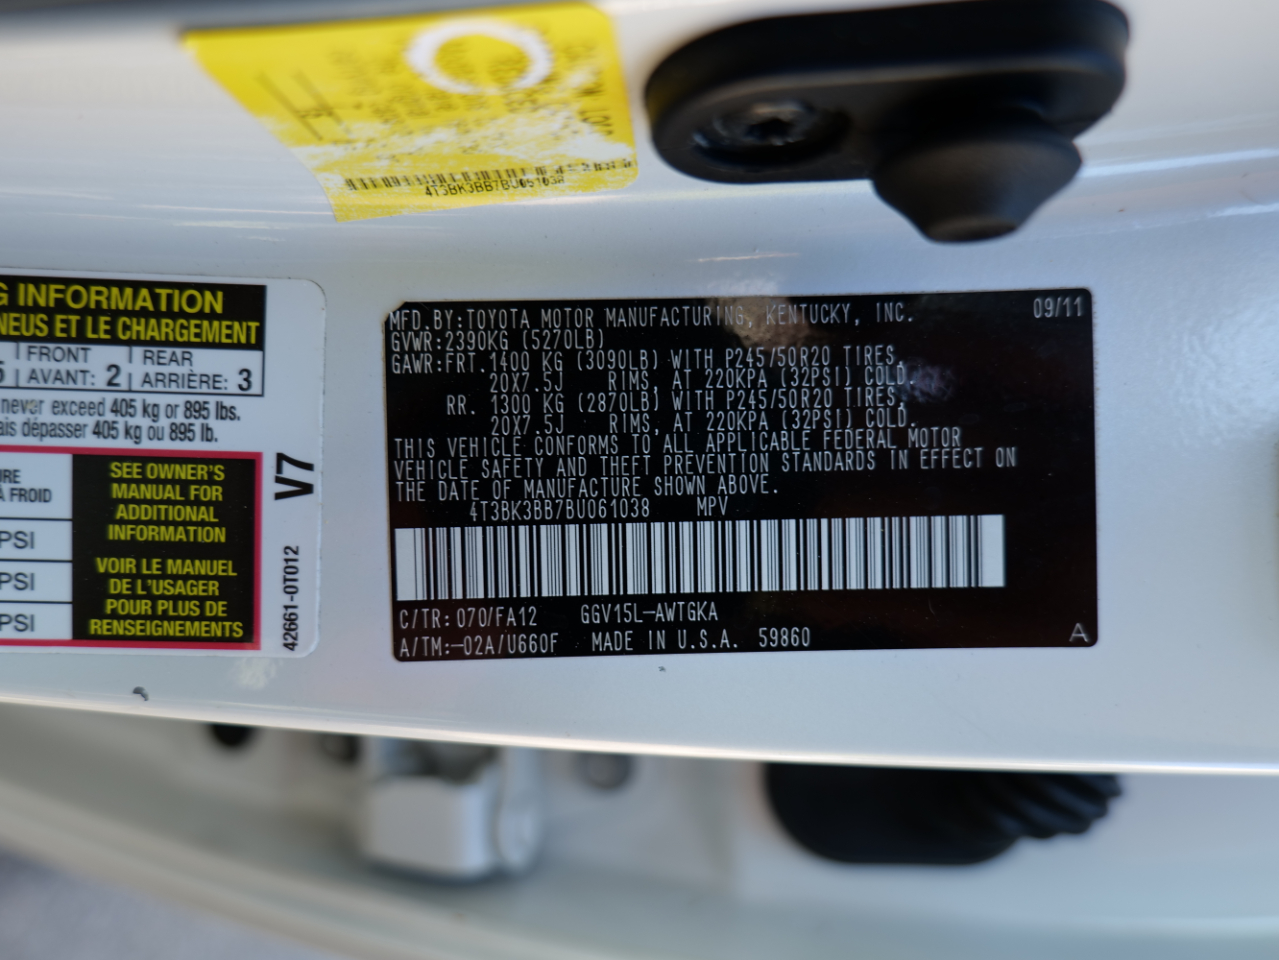 4T3BK3BB7BU061038
G INFORMATION
NEUS ET LE CHARGEMENT
FRONT
AVANT: 2
REAR
ARRIÈRE: 3
never exceed 405 kg or 895 lbs.
dépasser 405 kg ou 895 lb.
À FROID
PSI
PSI
PSI
SEE OWNER'S
MANUAL FOR
ADDITIONAL
INFORMATION
VOIR LE MANUEL
DE L'USAGER
POUR PLUS DE
RENSEIGNEMENTS
V7
42661-0T012
MFD.BY:TOYOTA MOTOR MANUFACTURING, KENTUCKY, INC. 09/11
GVWR:2390KG (5270LB)
GAWR:FRT.1400 KG (3090LB) WITH P245/50R20 TIRES,
20X7.5J RIMS, AT 220KPA (32PSI) COLD.
RR. 1300 KG (2870LB) WITH P245/50R20 TIRES,
20X7.5J RIMS, AT 220KPA (32PSI) COLD.
THIS VEHICLE CONFORMS TO ALL APPLICABLE FEDERAL MOTOR
VEHICLE SAFETY AND THEFT PREVENTION STANDARDS IN EFFECT ON
THE DATE OF MANUFACTURE SHOWN ABOVE.
4T3BK3BB7BU061038 MPV
C/TR: 070/FA12 GGV15L-AWTGKA
A/TM:-02A/U660F MADE IN U.S.A. 59860
A